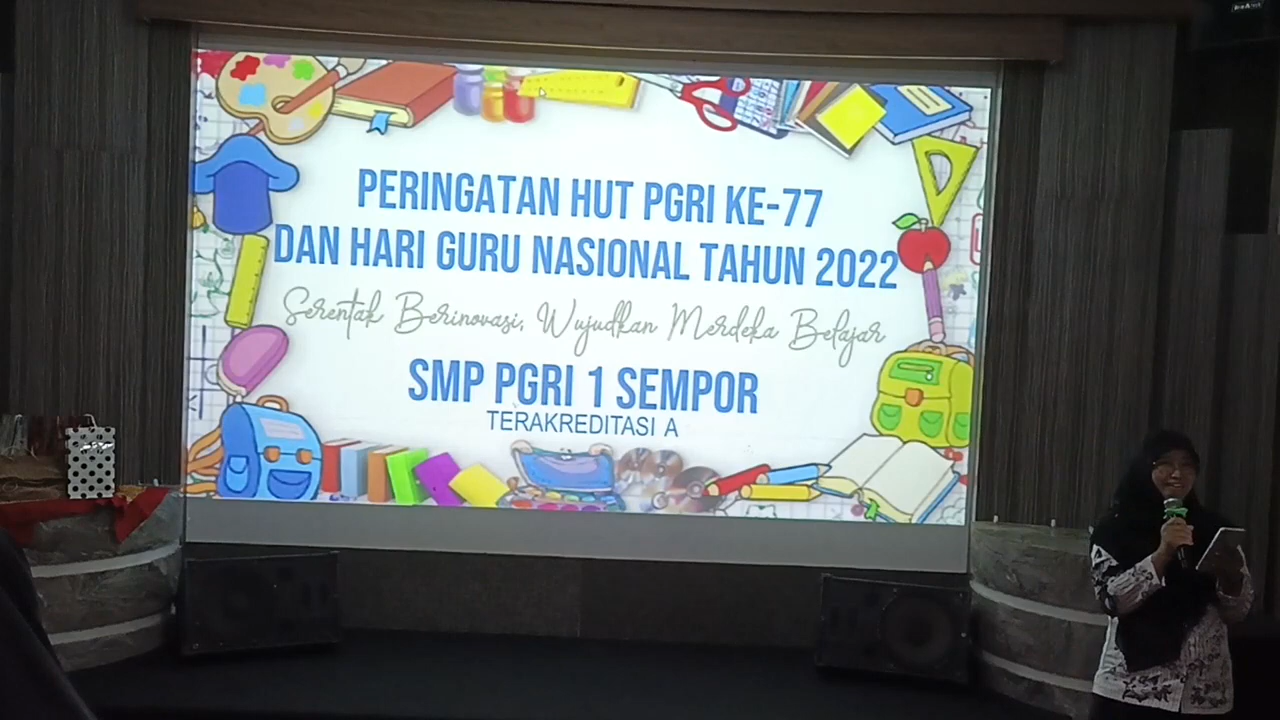 PERINGATAN HUT PGRI KE-77
DAN HARI GURU NASIONAL TAHUN 2022
Serentak Berinovasi, Wujudkan Merdeka Belajar
SMP PGRI 1 SEMPOR
TERAKREDITASI A